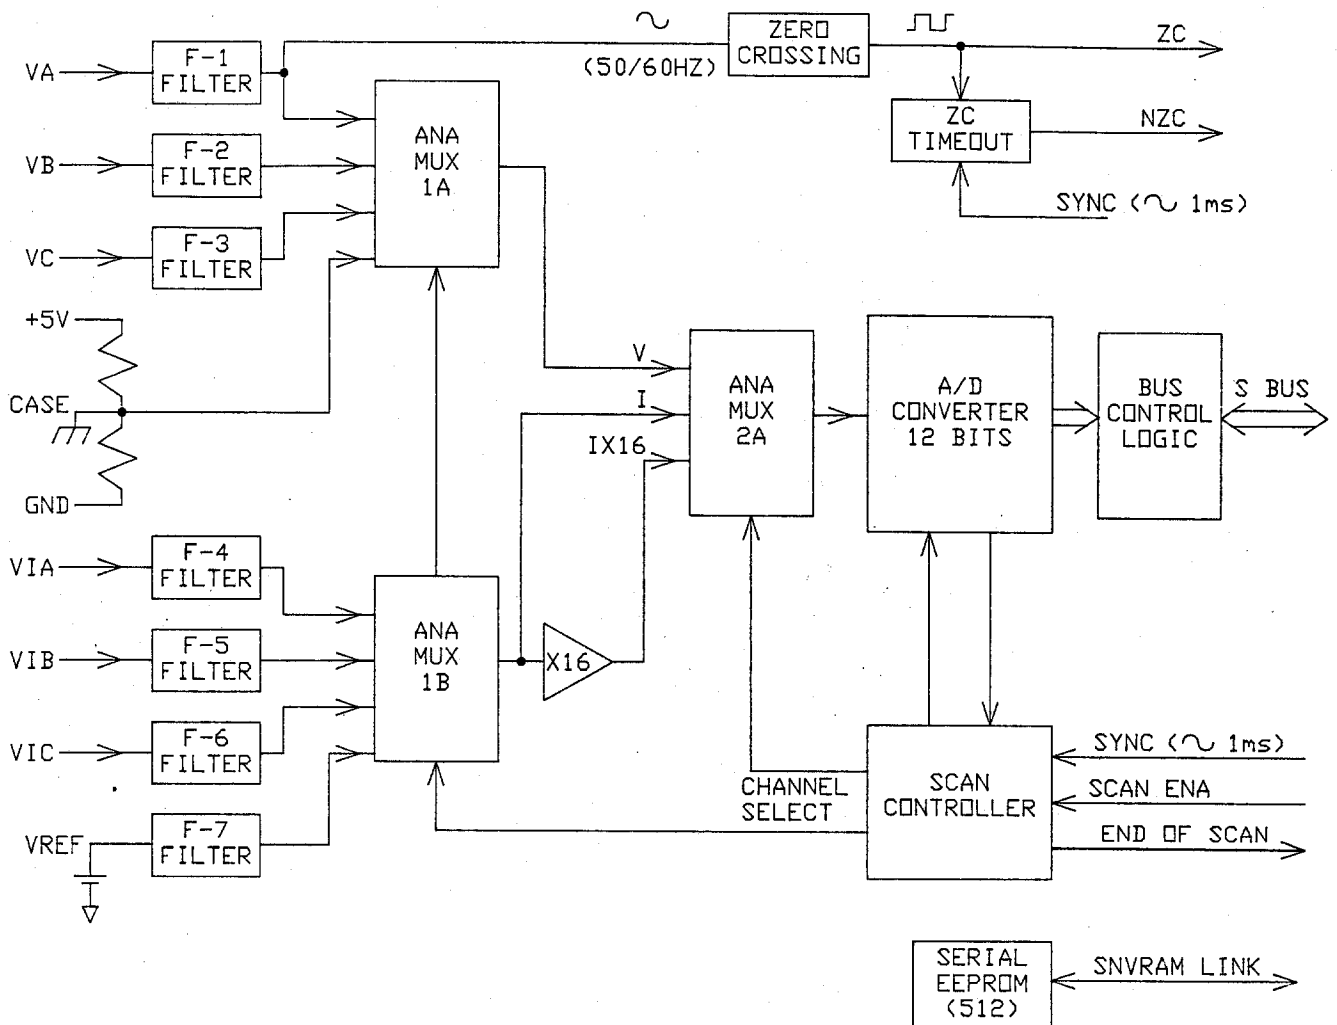 ZERO
CROSSING
(50/60HZ)
ZC
VA
F-1
FILTER
ZC
TIMEOUT
NZC
ANA
MUX
1A
VB
F-2
FILTER
SYNC (∿ 1ms)
VC
F-3
FILTER
+5V
CASE
GND
V
I
IX16
ANA
MUX
2A
A/D
CONVERTER
12 BITS
BUS
CONTROL
LOGIC
S BUS
VIA
F-4
FILTER
ANA
MUX
1B
X16
VIB
F-5
FILTER
VIC
F-6
FILTER
VREF
F-7
FILTER
CHANNEL
SELECT
SCAN
CONTROLLER
SYNC (∿ 1ms)
SCAN ENA
END OF SCAN
SERIAL
EEPROM
(512)
SNVRAM LINK